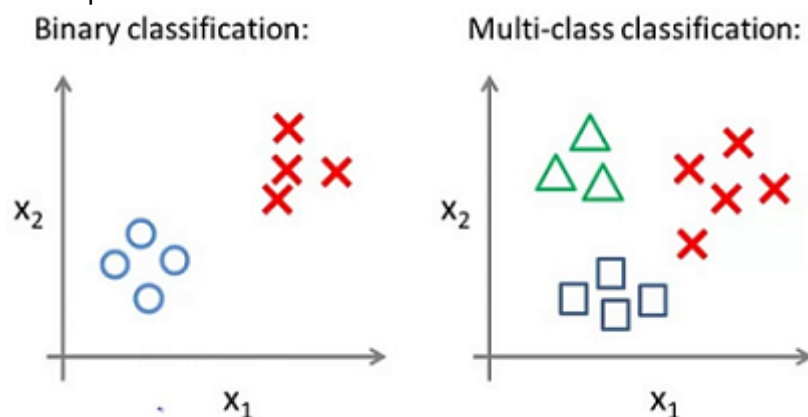 Binary classification:
Multi-class classification:
x₂
x₂
x₁
x₁